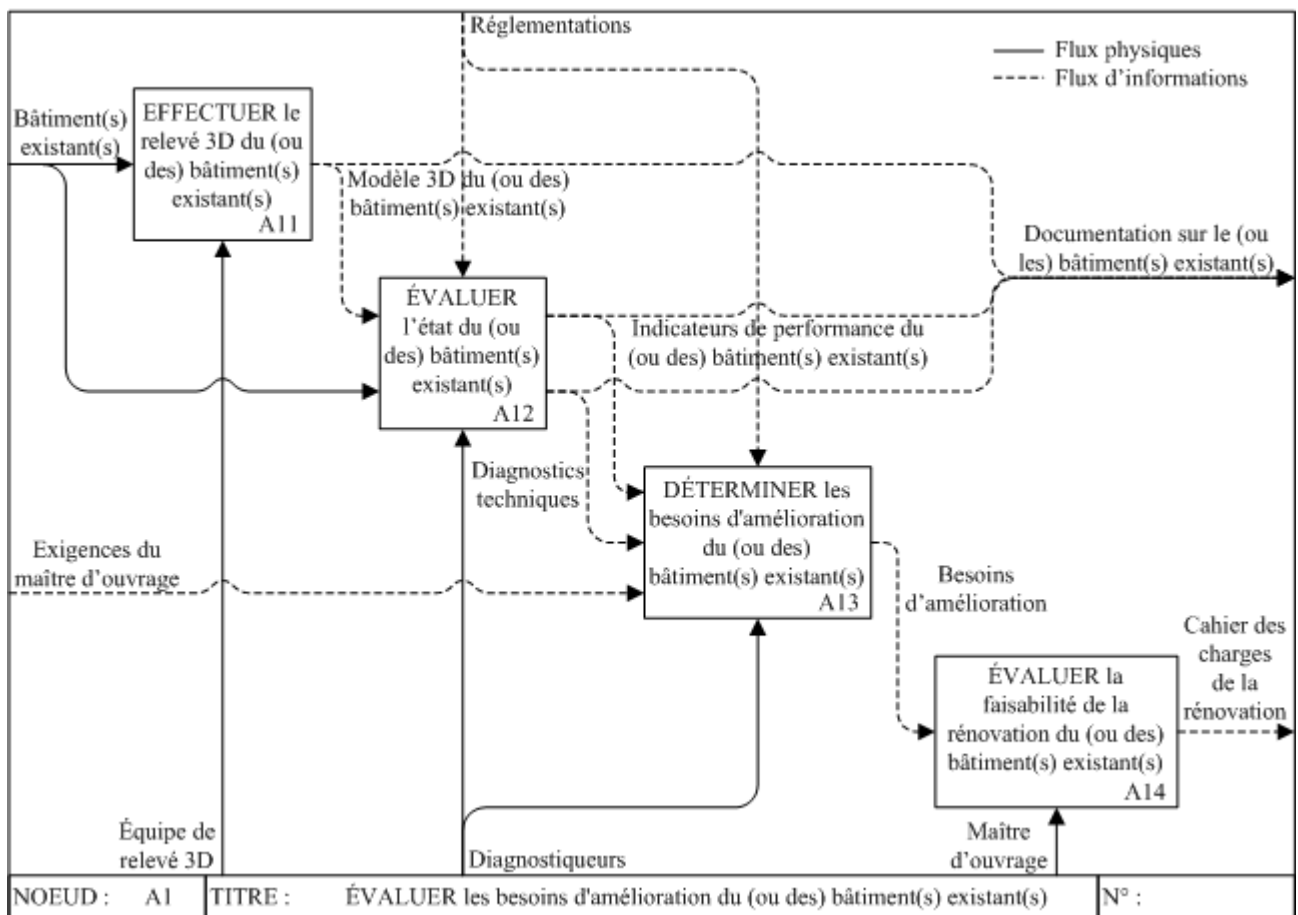 Réglementations
Flux physiques
Flux d'informations
Bâtiment(s)
existant(s)
EFFECTUER le
relevé 3D du (ou
des) bâtiment(s)
existant(s)
A11
Modèle 3D du (ou des)
bâtiment(s) existant(s)
Documentation sur le (ou
les) bâtiment(s) existant(s)
ÉVALUER
l'état du (ou
des) bâtiment(s)
existant(s)
A12
Indicateurs de performance du
(ou des) bâtiment(s) existant(s)
Diagnostics
techniques
DÉTERMINER les
besoins d'amélioration
du (ou des)
bâtiment(s) existant(s)
A13
Exigences du
maître d'ouvrage
Besoins
d'amélioration
Cahier des
charges
de la
rénovation
ÉVALUER la
faisabilité de la
rénovation du (ou des)
bâtiment(s) existant(s)
A14
Équipe de
relevé 3D
Diagnostiqueurs
Maître
d'ouvrage
NOEUD : A1
TITRE : ÉVALUER les besoins d'amélioration du (ou des) bâtiment(s) existant(s)
N° :